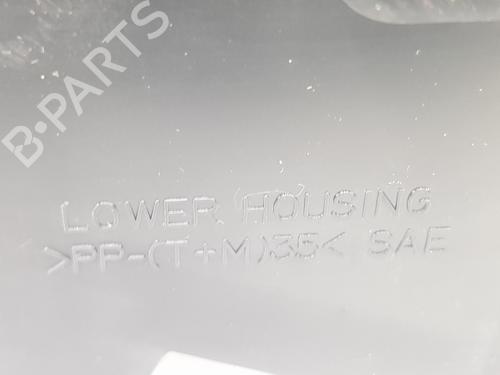 B-PARTS
LOWER HOUSING
>PP-(T+M)35< SAE